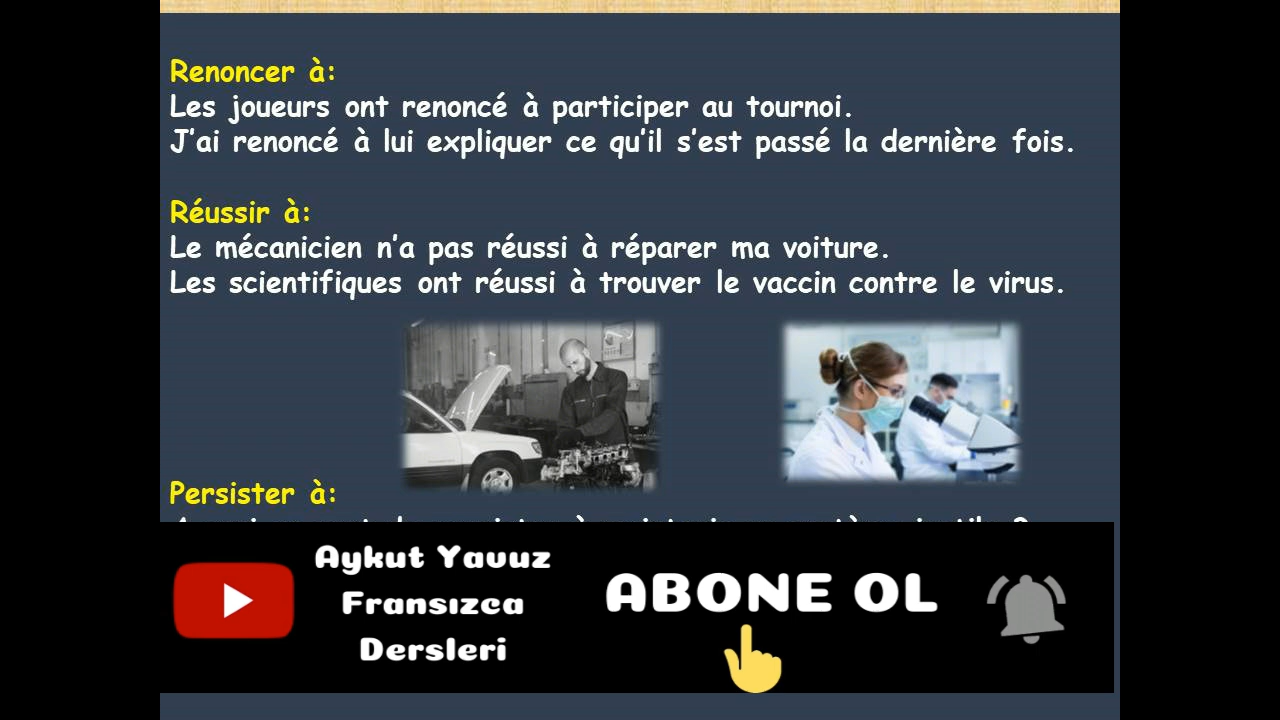 Renoncer à:
Les joueurs ont renoncé à participer au tournoi.
J'ai renoncé à lui expliquer ce qu'il s'est passé la dernière fois.
Réussir à:
Le mécanicien n'a pas réussi à réparer ma voiture.
Les scientifiques ont réussi à trouver le vaccin contre le virus.
Persister à:
Aykut Yavuz
Fransızca
Dersleri
ABONE OL